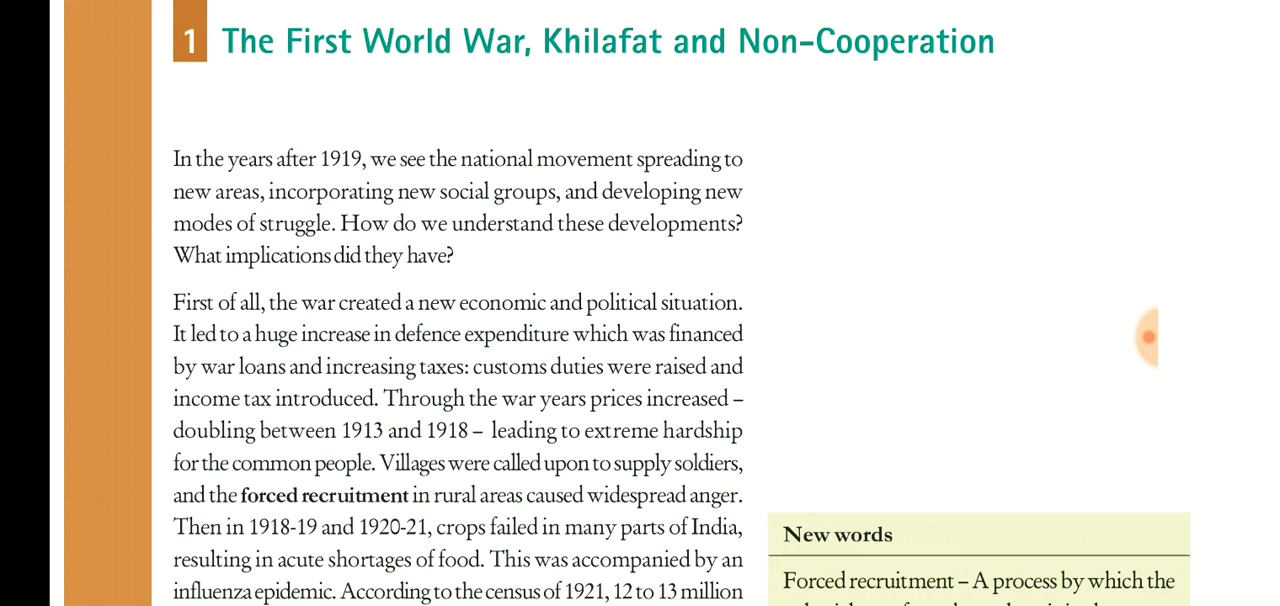 1 The First World War, Khilafat and Non-Cooperation
In the years after 1919, we see the national movement spreading to
new areas, incorporating new social groups, and developing new
modes of struggle. How do we understand these developments?
What implications did they have?
First of all, the war created a new economic and political situation.
It led to a huge increase in defence expenditure which was financed
by war loans and increasing taxes: customs duties were raised and
income tax introduced. Through the war years prices increased –
doubling between 1913 and 1918 – leading to extreme hardship
for the common people. Villages were called upon to supply soldiers,
and the forced recruitment in rural areas caused widespread anger.
Then in 1918-19 and 1920-21, crops failed in many parts of India,
resulting in acute shortages of food. This was accompanied by an
influenza epidemic. According to the census of 1921, 12 to 13 million
New words
Forced recruitment – A process by which the